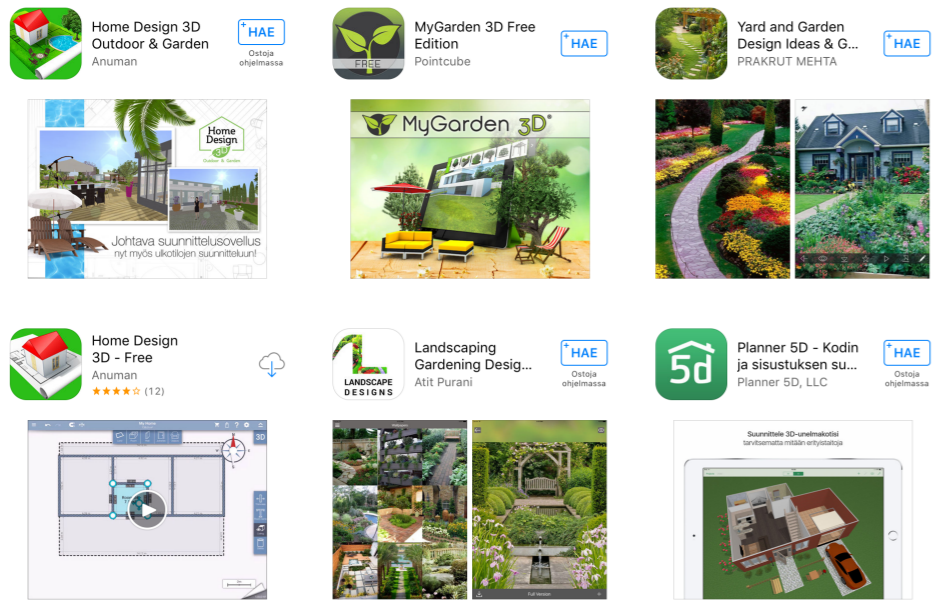 Home Design 3D
Outdoor & Garden
Anuman
+ HAE
Ostoja
ohjelmassa
MyGarden 3D Free
Edition
Pointcube
+ HAE
FREE
Yard and Garden
Design Ideas & G...
PRAKRUT MEHTA
+ HAE
Home
Design
3D
Outdoor & Garden
Johtava suunnittelusovellus
nyt myös ulkotilojen suunnitteluun!
MyGarden 3D®
Home Design
3D - Free
Anuman
(12)
Landscaping
Gardening Desig...
Atit Purani
+ HAE
Ostoja
ohjelmassa
LANDSCAPE
DESIGNS
Planner 5D - Kodin
ja sisustuksen su...
Planner 5D, LLC
+ HAE
Ostoja
ohjelmassa
5d
My Home
3D
Suunnittele 3D-unelmakotisi
tarvitsematta mitään erityistaitoja
Full Version